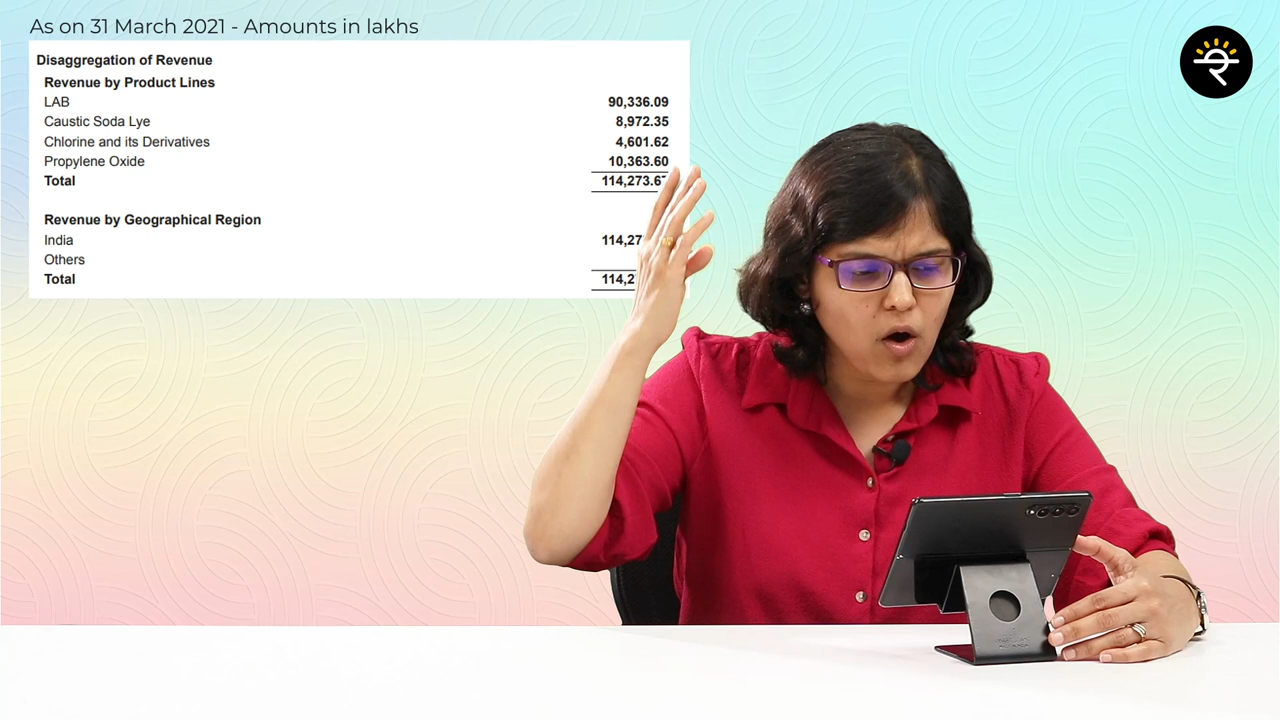 As on 31 March 2021 - Amounts in lakhs
Disaggregation of Revenue
Revenue by Product Lines
LAB 90,336.09
Caustic Soda Lye 8,972.35
Chlorine and its Derivatives 4,601.62
Propylene Oxide 10,363.60
Total
Revenue by Geographical Region
India
Others
Total